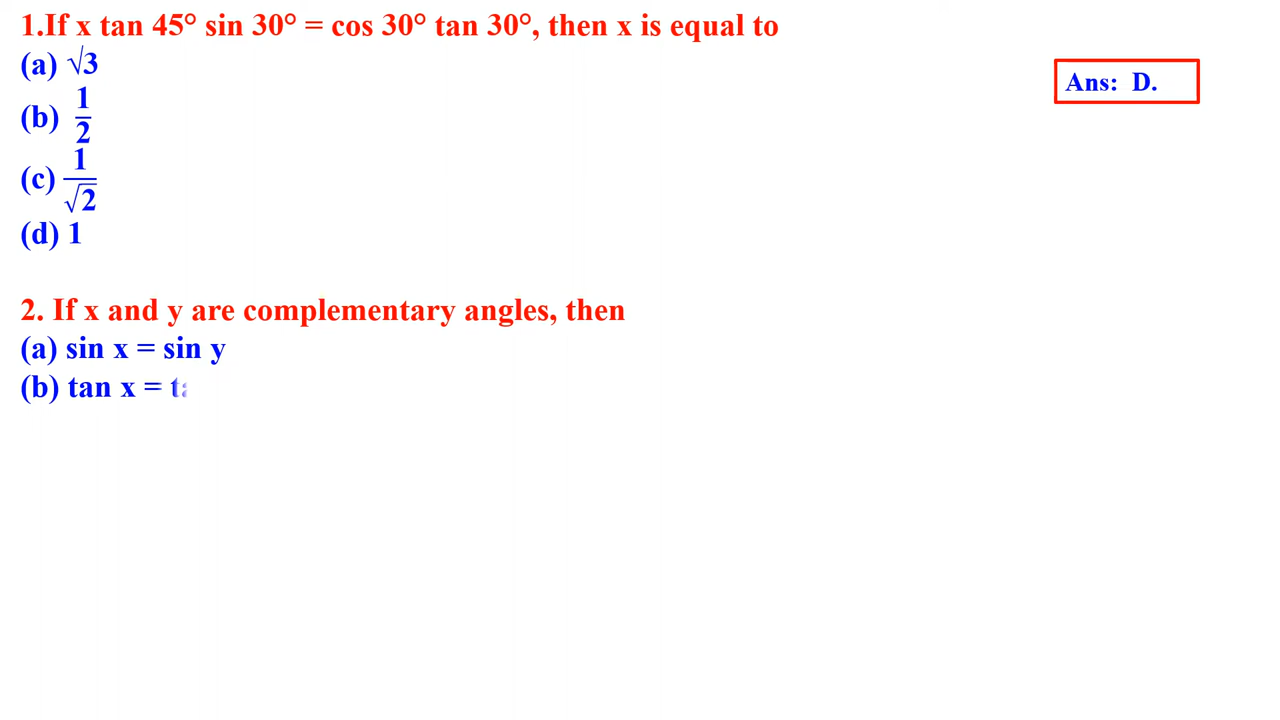 1.If x tan 45° sin 30° = cos 30° tan 30°, then x is equal to
(a) √3
Ans: D.
(b) 1/2
(c) 1/√2
(d) 1
2. If x and y are complementary angles, then
(a) sin x = sin y
(b) tan x =